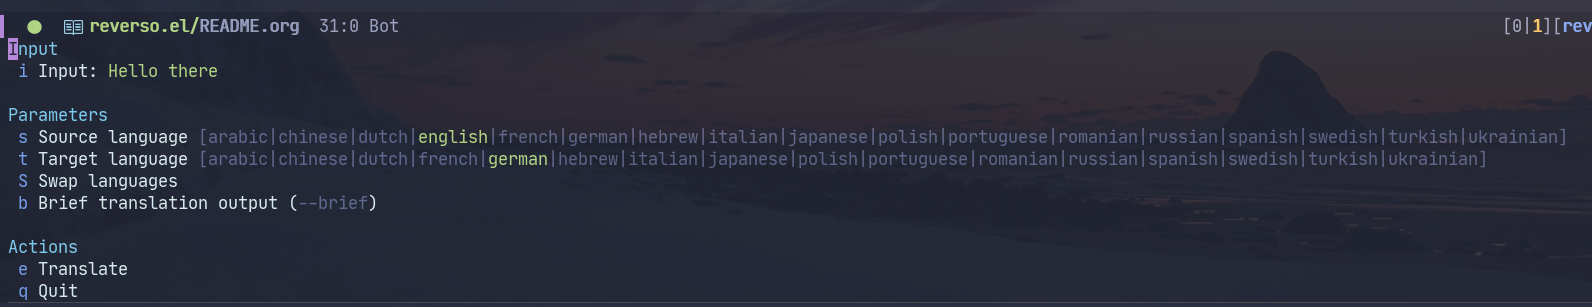 reverso.el/README.org 31:0 Bot [0|1][rev
Input
i Input: Hello there
Parameters
s Source language [arabic|chinese|dutch|english|french|german|hebrew|italian|japanese|polish|portuguese|romanian|russian|spanish|swedish|turkish|ukrainian]
t Target language [arabic|chinese|dutch|french|german|hebrew|italian|japanese|polish|portuguese|romanian|russian|spanish|swedish|turkish|ukrainian]
S Swap languages
b Brief translation output (--brief)
Actions
e Translate
q Quit